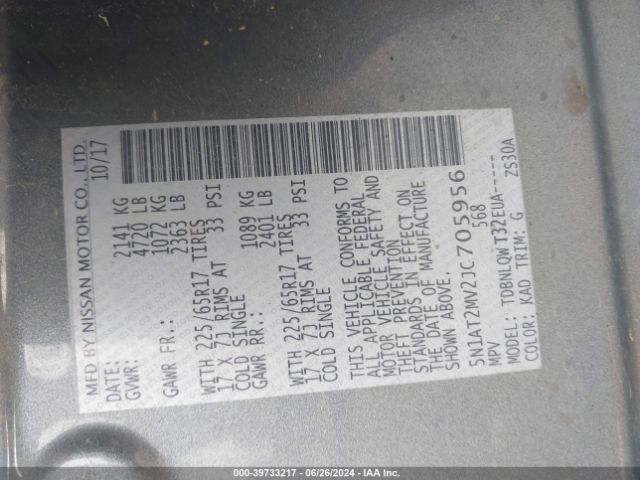 MFD BY NISSAN MOTOR CO., LTD.
DATE: 10/17
GVWR: 2141 KG
4720 LB
GAWR FR.: 1072 KG
2363 LB
WITH 225/65R17 TIRES
17 X 7J RIMS AT 33 PSI
COLD SINGLE
GAWR RR.: 1089 KG
2401 LB
WITH 225/65R17 TIRES
17 X 7J RIMS AT 33 PSI
COLD SINGLE
THIS VEHICLE CONFORMS TO
ALL APPLICABLE FEDERAL
MOTOR VEHICLE SAFETY AND
THEFT PREVENTION
STANDARDS IN EFFECT ON
THE DATE OF MANUFACTURE
SHOWN ABOVE.
5N1AT2MV2JC705956
MPV 568
MODEL: TDBNLQWT32EUA-----
COLOR: KAD TRIM: G ZS30A
000-39733217 - 06/26/2024 - IAA Inc.